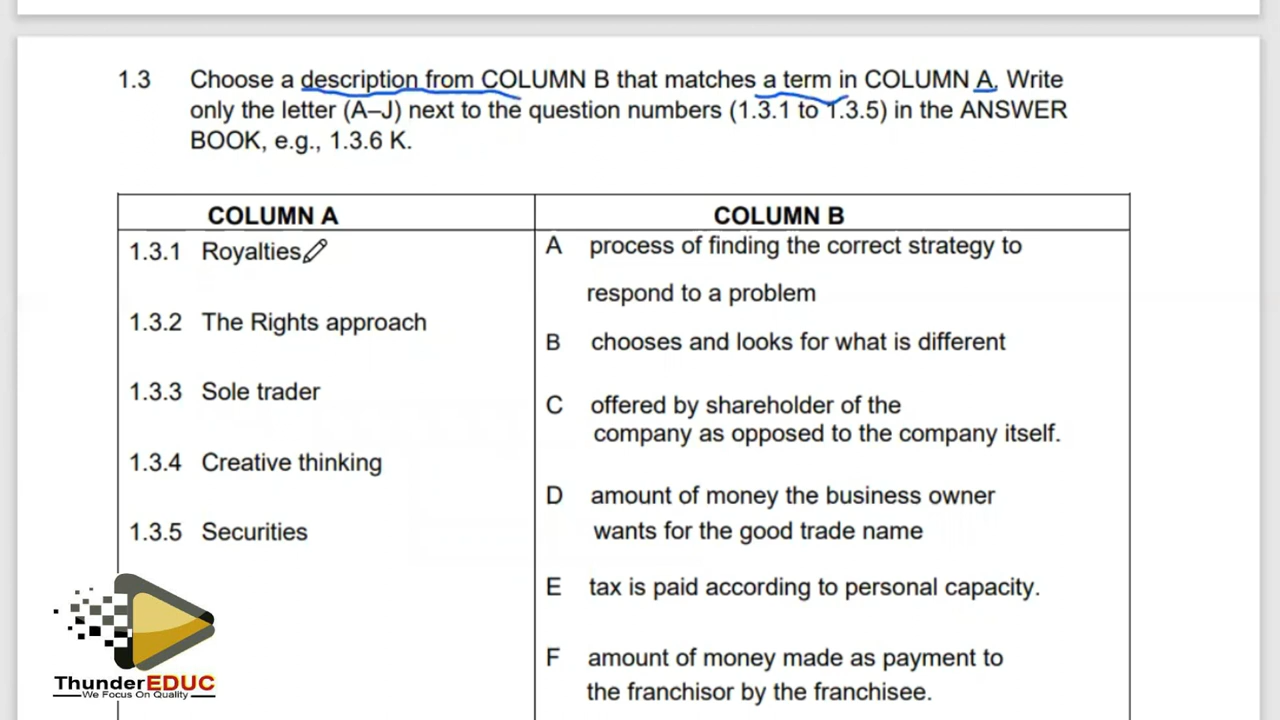 1.3 Choose a description from COLUMN B that matches a term in COLUMN A. Write
only the letter (A–J) next to the question numbers (1.3.1 to 1.3.5) in the ANSWER
BOOK, e.g., 1.3.6 K.
COLUMN A
1.3.1 Royalties
1.3.2 The Rights approach
1.3.3 Sole trader
1.3.4 Creative thinking
1.3.5 Securities
COLUMN B
A process of finding the correct strategy to
respond to a problem
B chooses and looks for what is different
C offered by shareholder of the
company as opposed to the company itself.
D amount of money the business owner
wants for the good trade name
E tax is paid according to personal capacity.
F amount of money made as payment to
the franchisor by the franchisee.
ThunderEDUC
We Focus On Quality